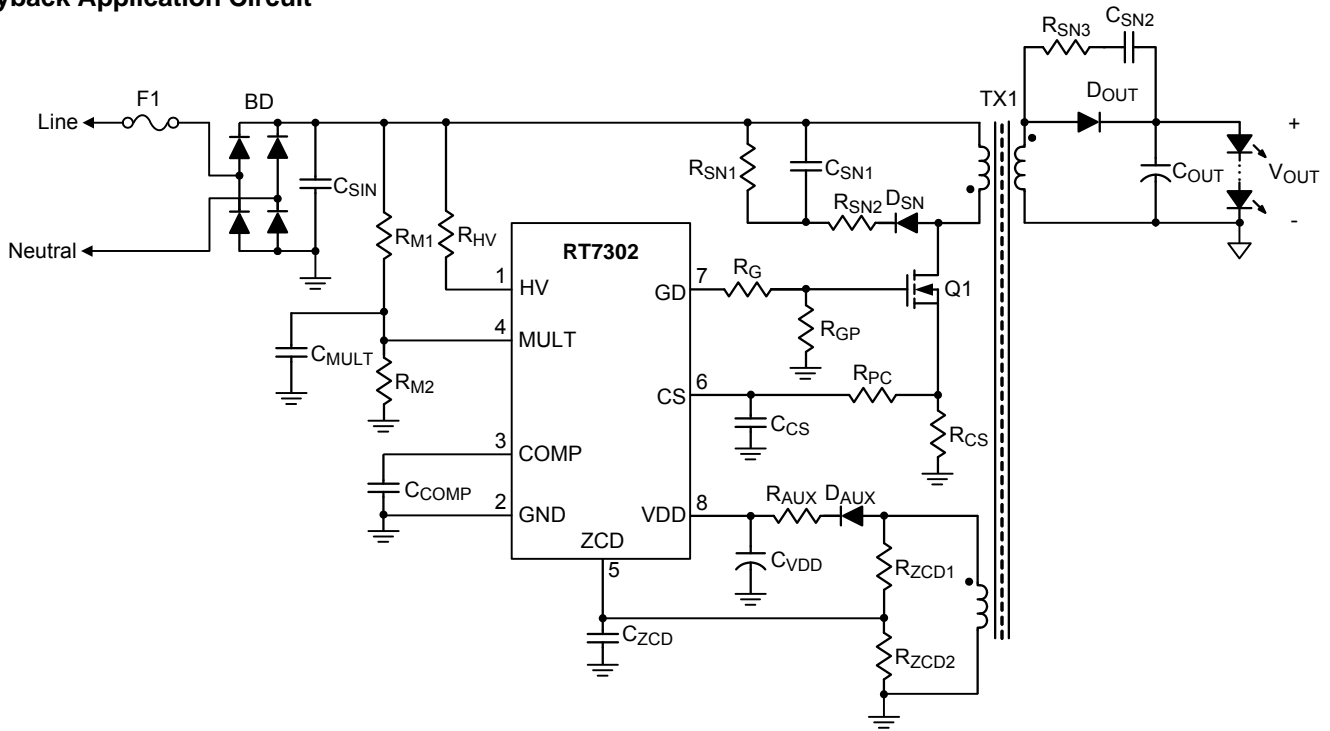 yback Application Circuit
RSN3
CSN2
F1
BD
TX1
DOUT
Line
+
RSN1
CSN1
CSIN
COUT
VOUT
RSN2
DSN
-
RM1
RHV
Neutral
RT7302
1
HV
7
GD
RG
Q1
4
MULT
RGP
CMULT
RM2
6
CS
RPC
CCS
RCS
3
COMP
CCOMP
2
GND
8
VDD
RAUX
DAUX
ZCD
5
CVDD
RZCD1
CZCD
RZCD2